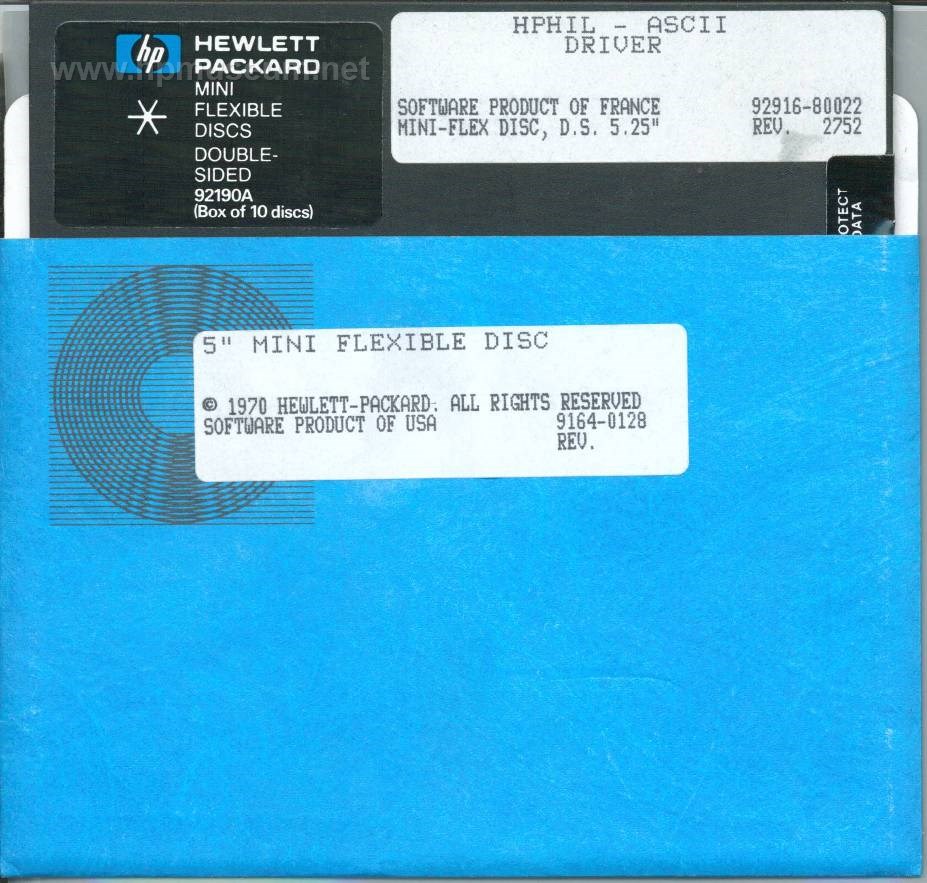 hp HEWLETT
PACKARD
www.hpmuseum.net
MINI
FLEXIBLE
DISCS
DOUBLE-
SIDED
92190A
(Box of 10 discs)
HPHIL - ASCII
DRIVER
SOFTWARE PRODUCT OF FRANCE 92916-80022
MINI-FLEX DISC, D.S. 5.25" REV. 2752
OTECT
DATA
5" MINI FLEXIBLE DISC
© 1970 HEWLETT-PACKARD. ALL RIGHTS RESERVED
SOFTWARE PRODUCT OF USA 9164-0128
REV.